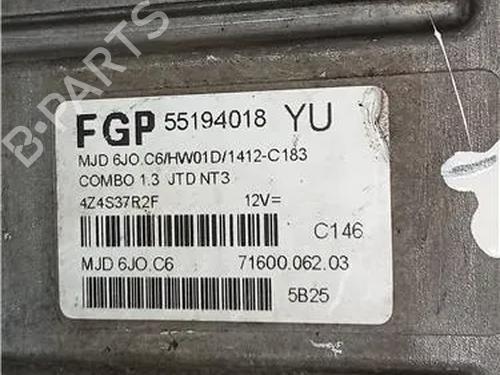 B-PARTS
FGP 55194018 YU
MJD 6JO.C6/HW01D/1412-C183
COMBO 1.3 JTD NT3
4Z4S37R2F 12V=
C146
MJD 6JO.C6 71600.062.03
5B25